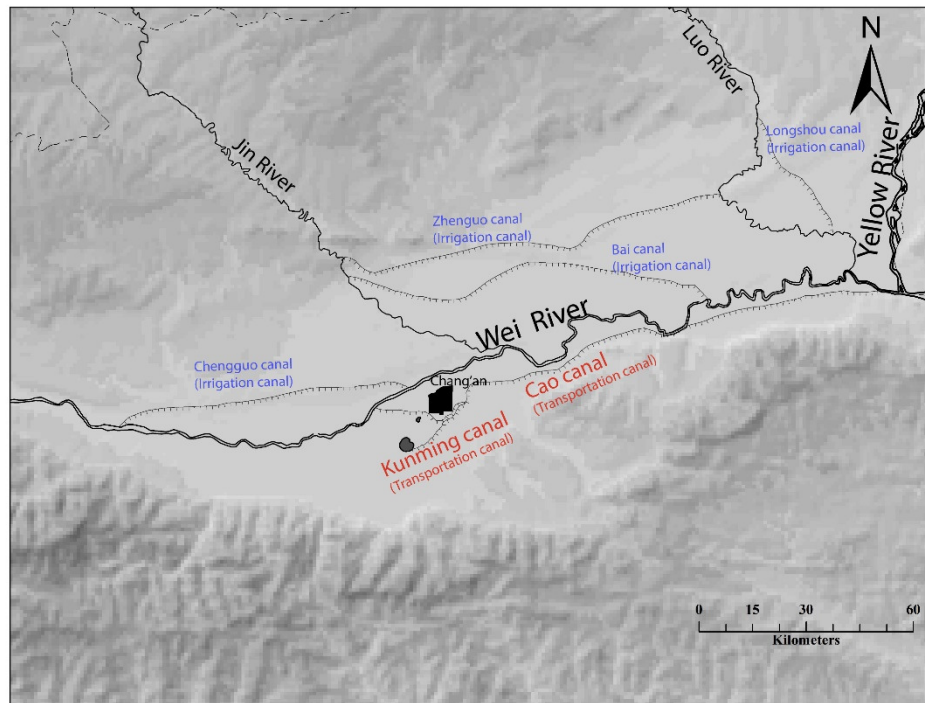 N
Luo River
Longshou canal
(Irrigation canal)
Yellow River
Jin River
Zhenguo canal
(Irrigation canal)
Bai canal
(Irrigation canal)
Wei River
Chengguo canal
(Irrigation canal)
Chang'an
Cao canal
(Transportation canal)
Kunming canal
(Transportation canal)
0 15 30 60
Kilometers